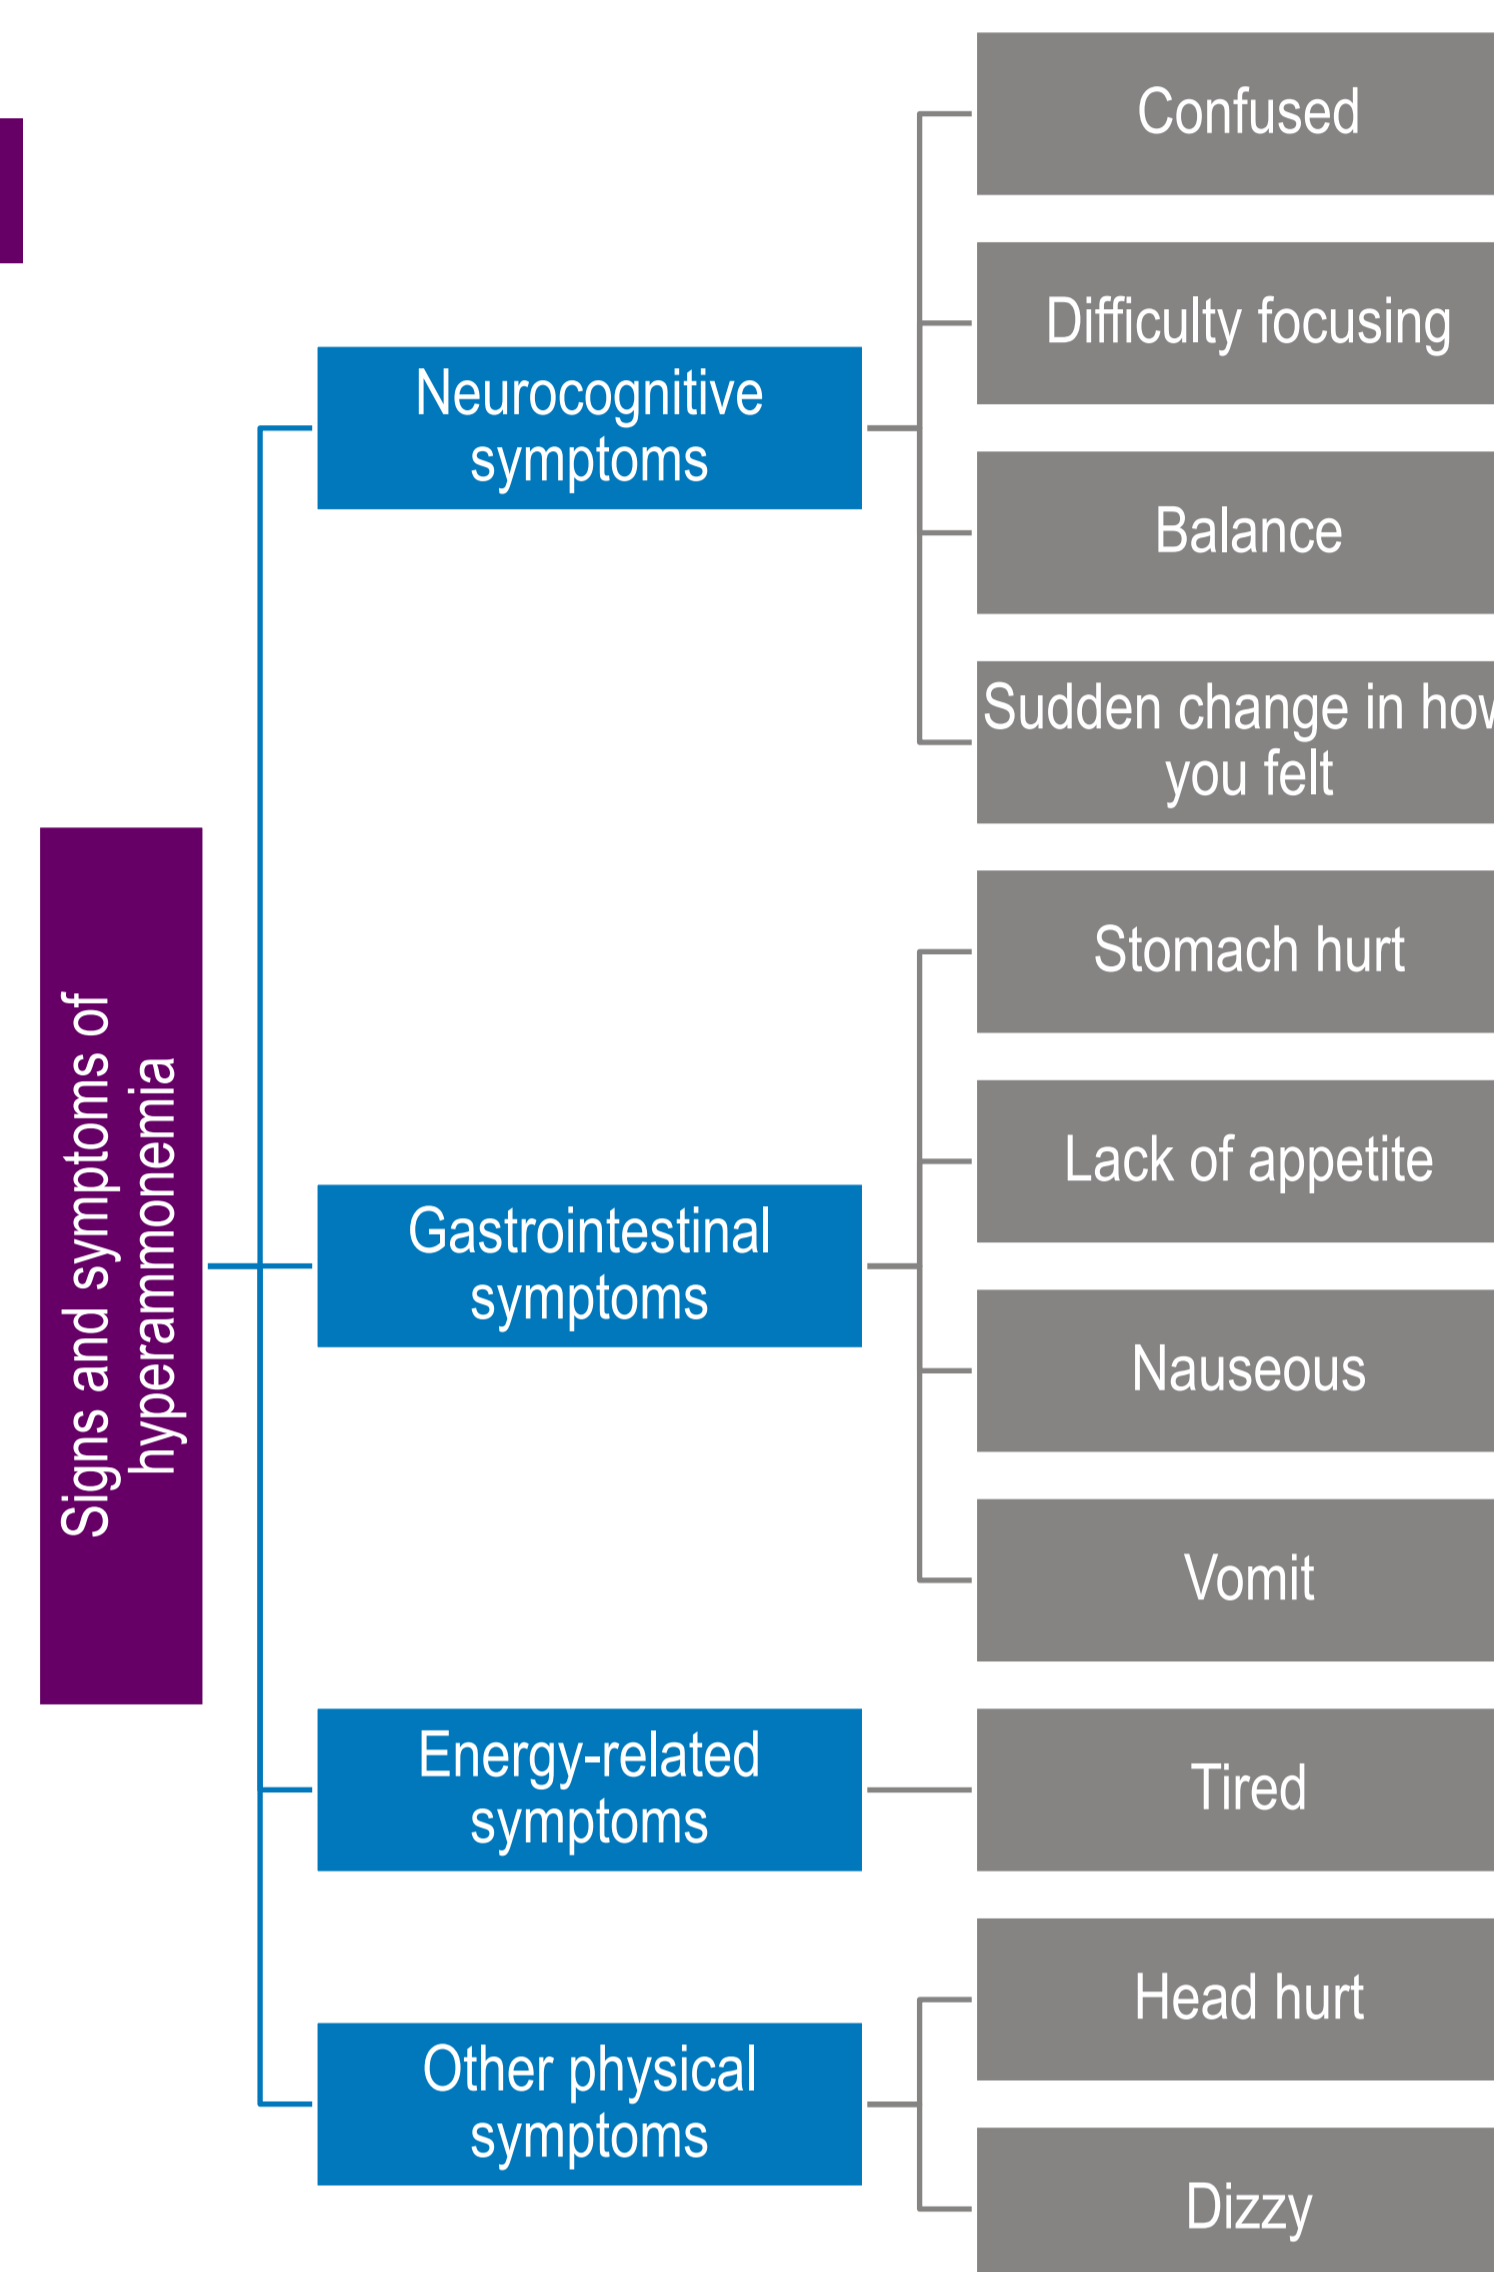 Signs and symptoms of
hyperammonemia
Neurocognitive
symptoms
Confused
Difficulty focusing
Balance
Sudden change in how
you felt
Gastrointestinal
symptoms
Stomach hurt
Lack of appetite
Nauseous
Vomit
Energy-related
symptoms
Tired
Other physical
symptoms
Head hurt
Dizzy